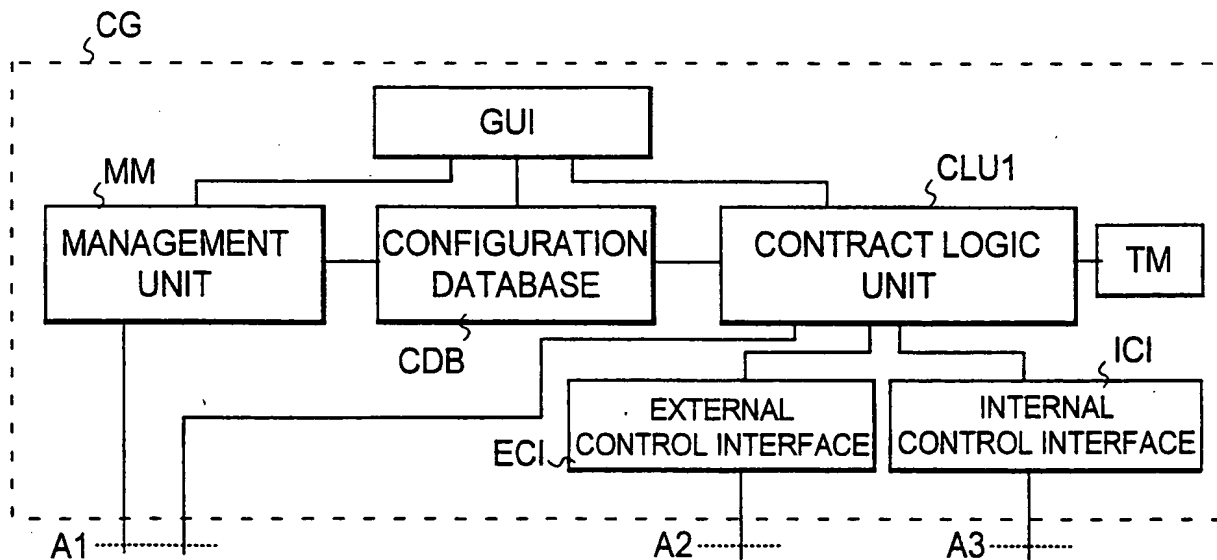 CG
GUI
MM
CLU1
MANAGEMENT
UNIT
CONFIGURATION
DATABASE
CONTRACT LOGIC
UNIT
TM
CDB
ICI
EXTERNAL
CONTROL INTERFACE
INTERNAL
CONTROL INTERFACE
ECI
A1
A2
A3